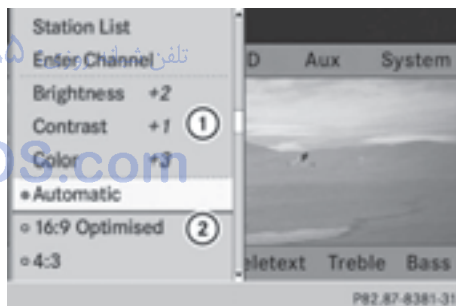 Station List
Enter Channel
تلفن
D Aux System
Brightness +2
Contrast +1 1
Color +3
Automatic
16:9 Optimised 2
4:3
eletext Treble Bass
P82.87-8381-31